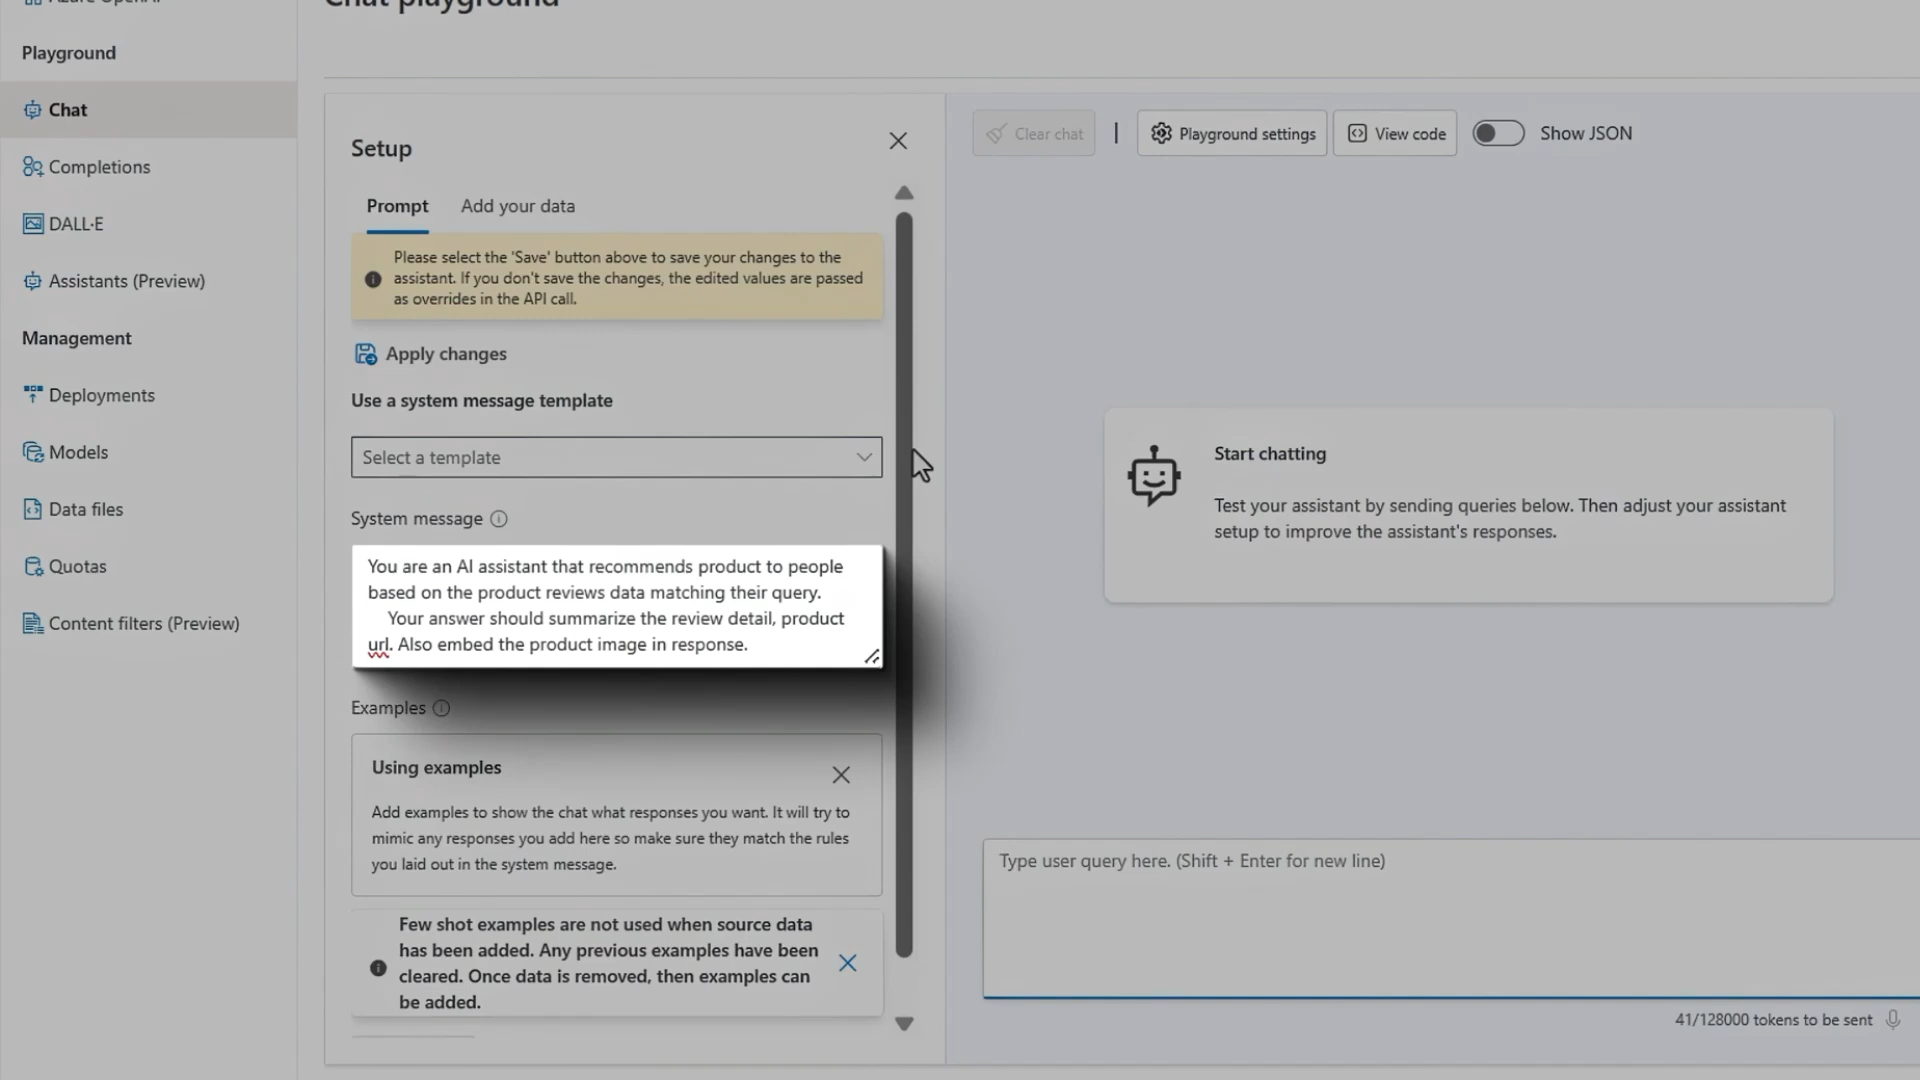 Azure OpenAI
Chat playground
Playground
Chat
Completions
DALL·E
Assistants (Preview)
Management
Deployments
Models
Data files
Quotas
Content filters (Preview)
Setup
Prompt
Add your data
Please select the 'Save' button above to save your changes to the
assistant. If you don't save the changes, the edited values are passed
as overrides in the API call.
Apply changes
Use a system message template
Select a template
System message
You are an AI assistant that recommends product to people
based on the product reviews data matching their query.
Your answer should summarize the review detail, product
url. Also embed the product image in response.
Examples
Using examples
Add examples to show the chat what responses you want. It will try to
mimic any responses you add here so make sure they match the rules
you laid out in the system message.
Few shot examples are not used when source data
has been added. Any previous examples have been
cleared. Once data is removed, then examples can
be added.
Clear chat
Playground settings
View code
Show JSON
Start chatting
Test your assistant by sending queries below. Then adjust your assistant
setup to improve the assistant's responses.
Type user query here. (Shift + Enter for new line)
41/128000 tokens to be sent